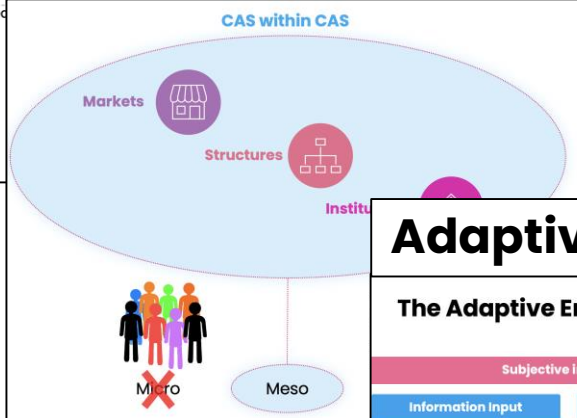 CAS within CAS
Markets
Structures
Institu
Adaptiv
The Adaptive E
Subjective i
Information Input
Micro
Meso